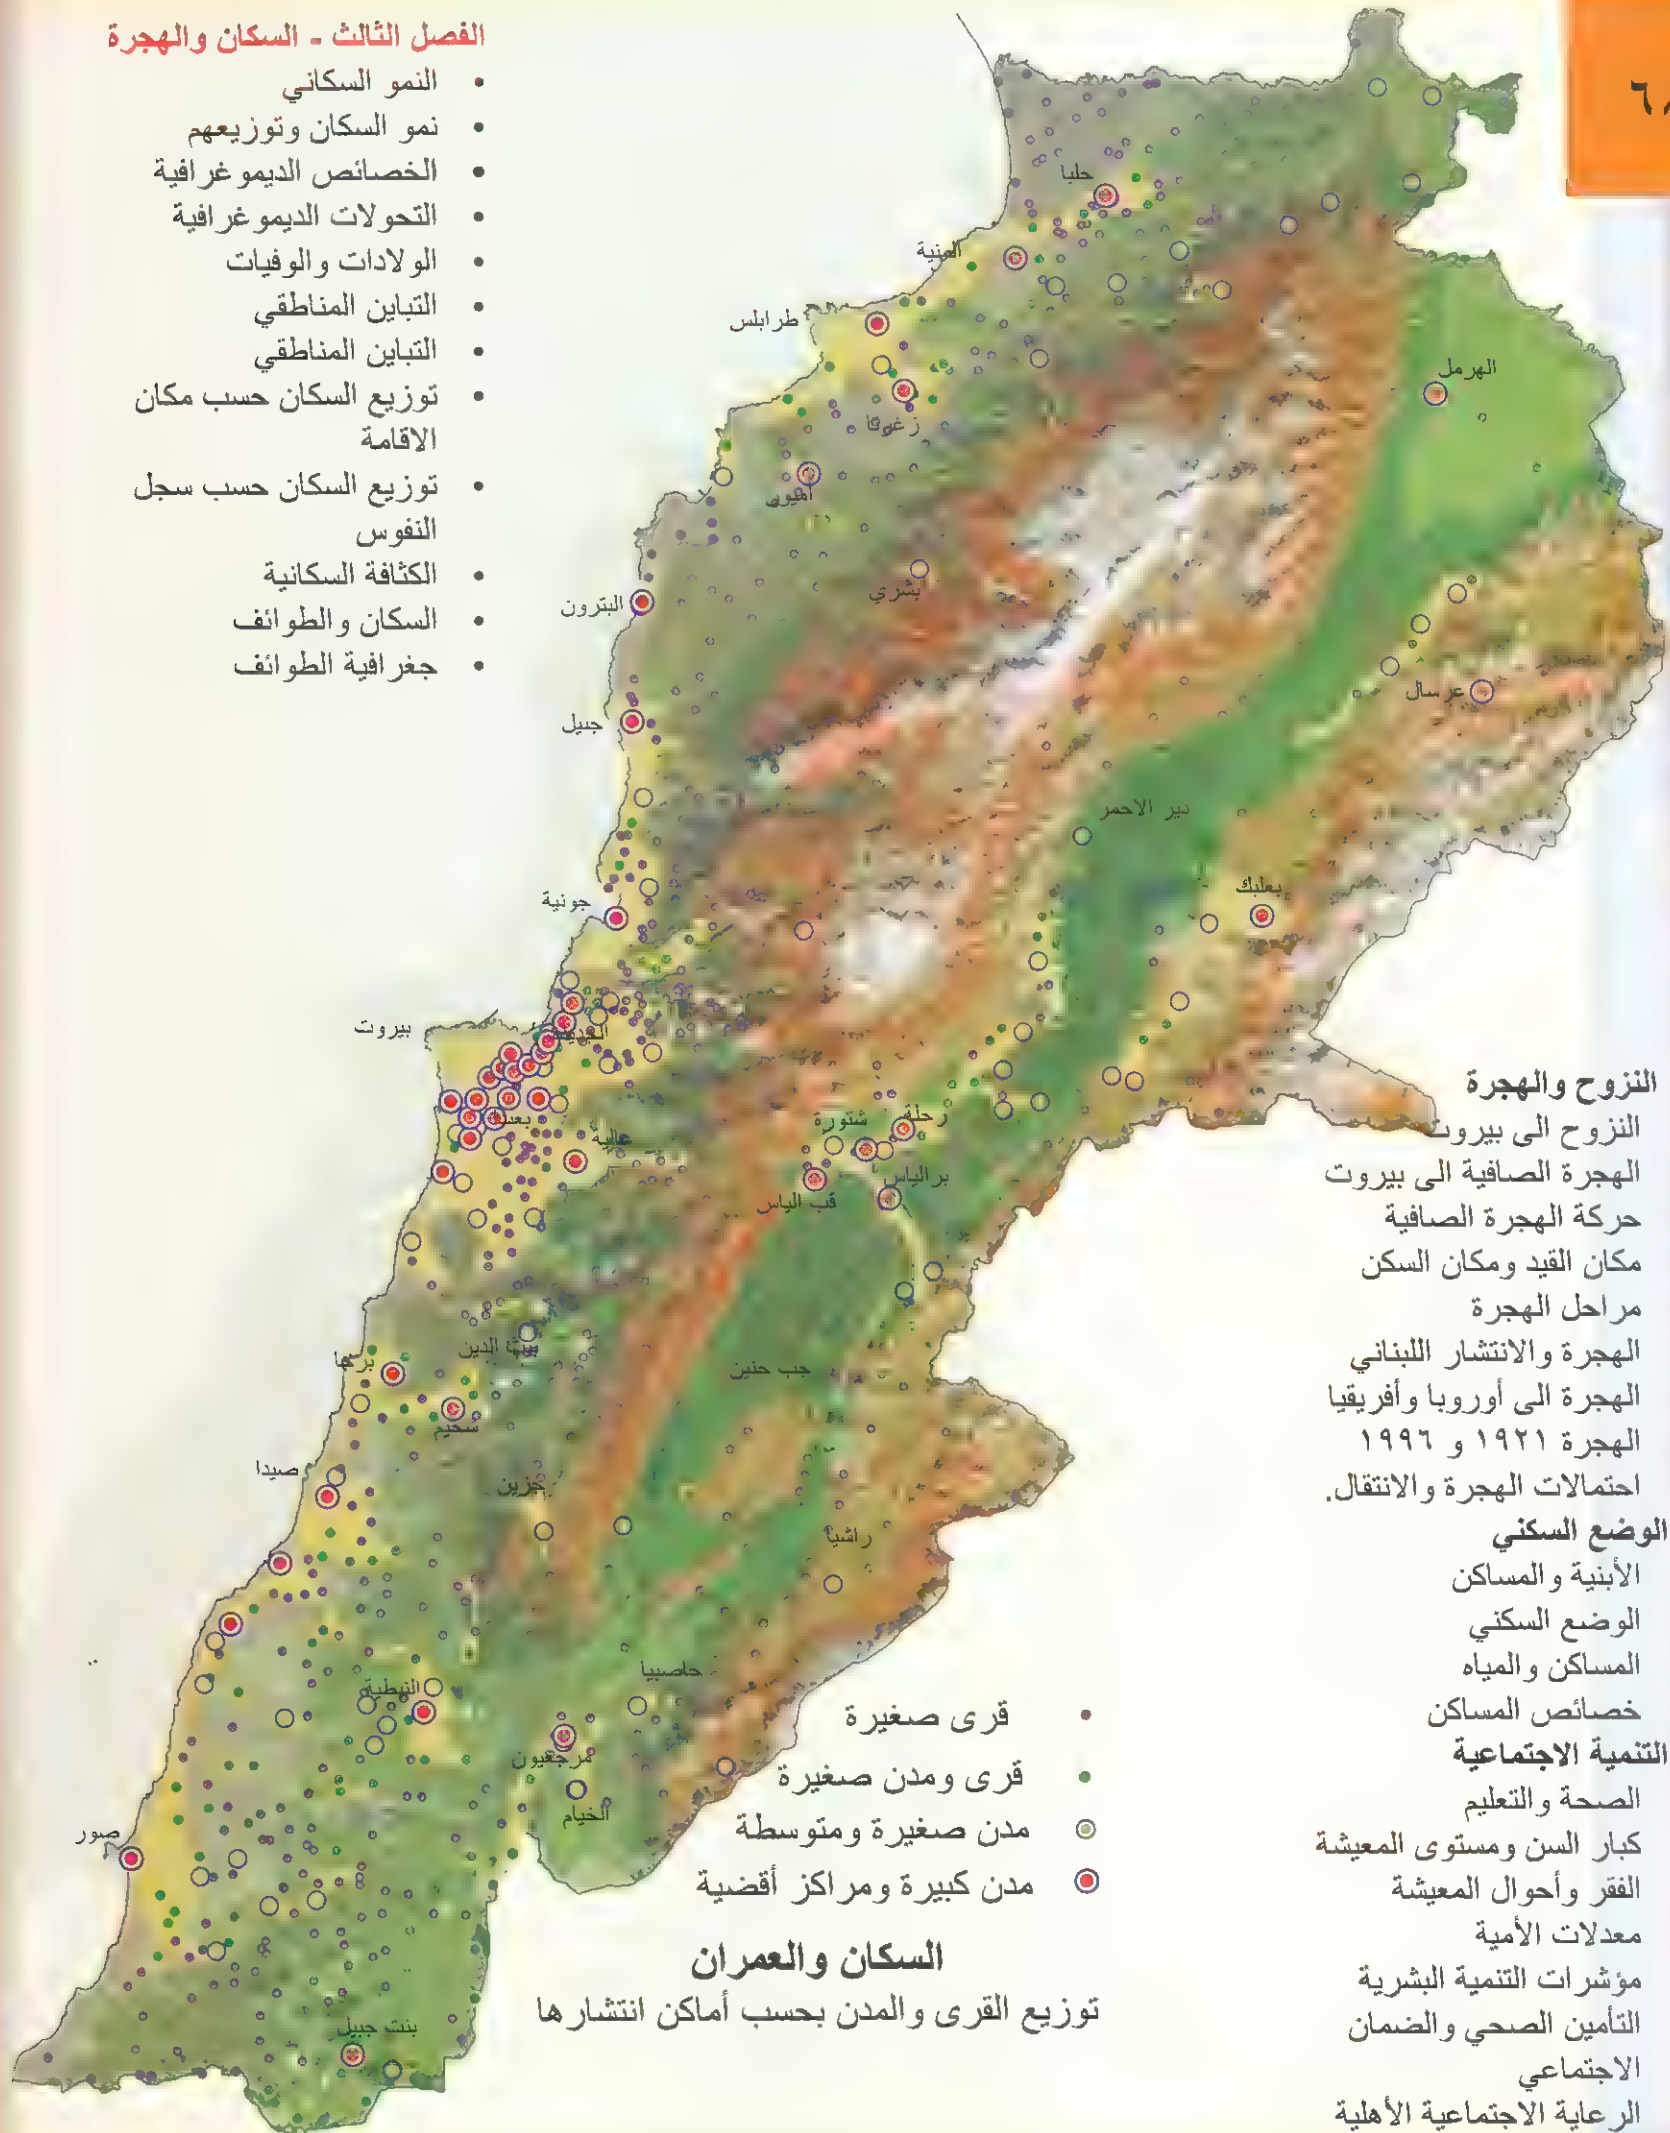 الفصل الثالث - السكان والهجرة
• النمو السكاني
• نمو السكان وتوزيعهم
• الخصائص الديموغرافية
• التحولات الديموغرافية
• الولادات والوفيات
• التباين المناطقي
• التباين المناطقي
• توزيع السكان حسب مكان
الاقامة
• توزيع السكان حسب سجل
النفوس
• الكثافة السكانية
• السكان والطوائف
• جغرافية الطوائف
حلبا
المنية
طرابلس
الهرمل
زغرتا
اميون
بشري
البترون
عرسال
جبيل
دير الاحمر
بعلبك
جونية
بيروت
الجديدة
بعبدا
عاليه
شتورة
زحلة
بر الياس
قب الياس
بيت الدين
برجا
جب جنين
شحيم
صيدا
جزين
راشيا
حاصبيا
النبطية
مرجعيون
الخيام
صور
بنت جبيل
النزوح والهجرة
النزوح الى بيروت
الهجرة الصافية الى بيروت
حركة الهجرة الصافية
مكان القيد ومكان السكن
مراحل الهجرة
الهجرة والانتشار اللبناني
الهجرة الى أوروبا وأفريقيا
الهجرة ١٩٢١ و ١٩٩٦
احتمالات الهجرة والانتقال.
الوضع السكني
الأبنية والمساكن
الوضع السكني
المساكن والمياه
خصائص المساكن
التنمية الاجتماعية
الصحة والتعليم
كبار السن ومستوى المعيشة
الفقر وأحوال المعيشة
معدلات الأمية
مؤشرات التنمية البشرية
التأمين الصحي والضمان
الاجتماعي
الرعاية الاجتماعية الأهلية
قرى صغيرة
قرى ومدن صغيرة
مدن صغيرة ومتوسطة
مدن كبيرة ومراكز أقضية
السكان والعمران
توزيع القرى والمدن بحسب أماكن انتشارها